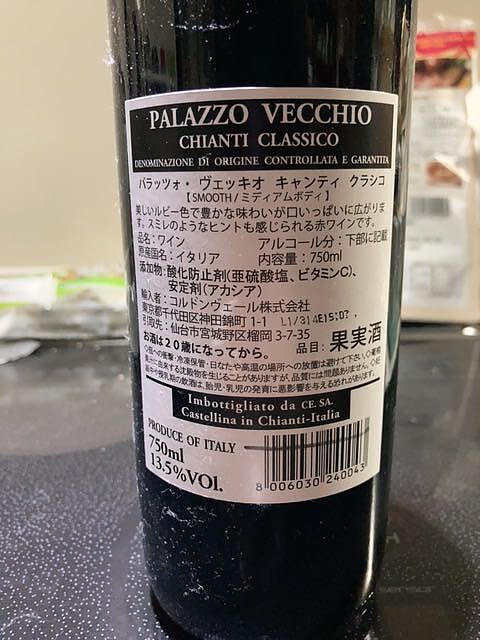 PALAZZO VECCHIO
CHIANTI CLASSICO
DENOMINAZIONE DI ORIGINE CONTROLLATA E GARANTITA
パラッツォ・ ヴェッキオ キャンティ クラシコ
【SMOOTH / ミディアムボディ】
美しいルビー色で豊かな味わいが口いっぱいに広がりま
す。スミレのようなヒントも感じられる赤ワインです。
品名：ワイン アルコール分：下部に記載
原産国名：イタリア 内容量：750ml
添加物：酸化防止剤（亜硫酸塩、ビタミンC）、
安定剤（アカシア）
輸入者：コルドンヴェール株式会社
東京都千代田区神田錦町 1-1
引取先：仙台市宮城野区榴岡 3-7-35
お酒は20歳になってから。 品目：果実酒
Imbottigliato da CE. SA.
Castellina in Chianti-Italia
PRODUCE OF ITALY
750ml
13.5%VOl.
8 006030 240043